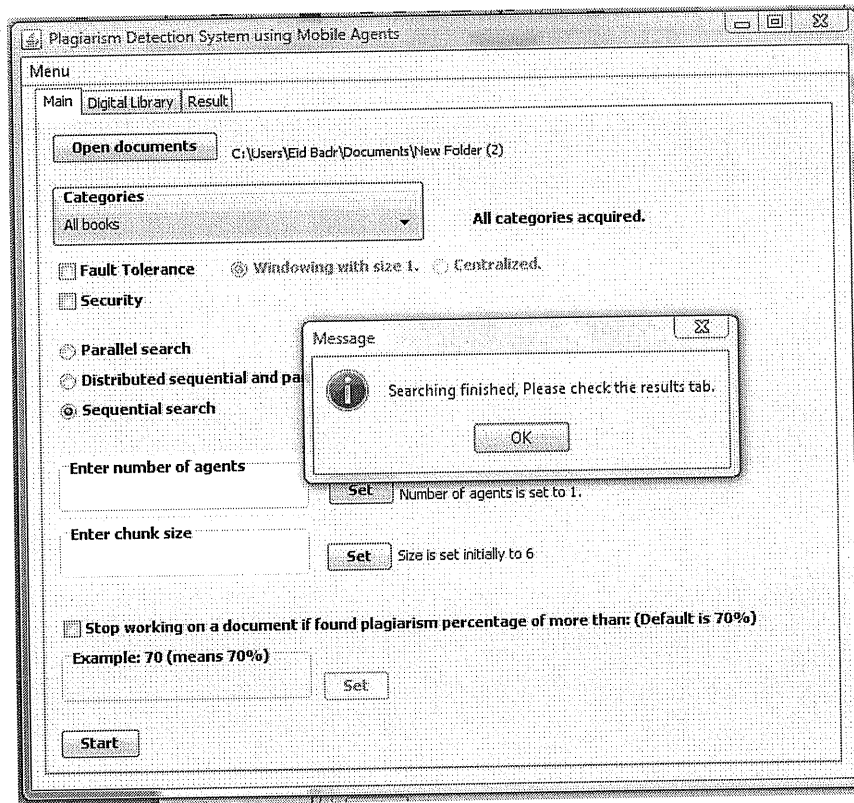 Plagiarism Detection System using Mobile Agents
Menu
Main Digital Library Result
Open documents C:\Users\Eid Badr\Documents\New Folder (2)
Categories
All books All categories acquired.
Fault Tolerance Windowing with size 1. Centralized.
Security
Message
Parallel search
Searching finished, Please check the results tab.
Distributed sequential and pa
Sequential search
OK
Enter number of agents
Set Number of agents is set to 1.
Enter chunk size
Set Size is set initially to 6
Stop working on a document if found plagiarism percentage of more than: (Default is 70%)
Example: 70 (means 70%)
Set
Start